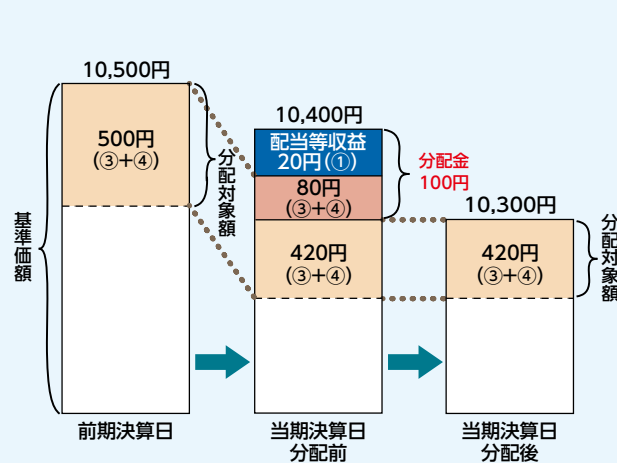 10,500円
500円
(③+④)
分配対象額
基準価額
前期決算日
10,400円
配当等収益
20円(①)
80円
(③+④)
420円
(③+④)
分配金
100円
当期決算日
分配前
10,300円
420円
(③+④)
分配対象額
当期決算日
分配後